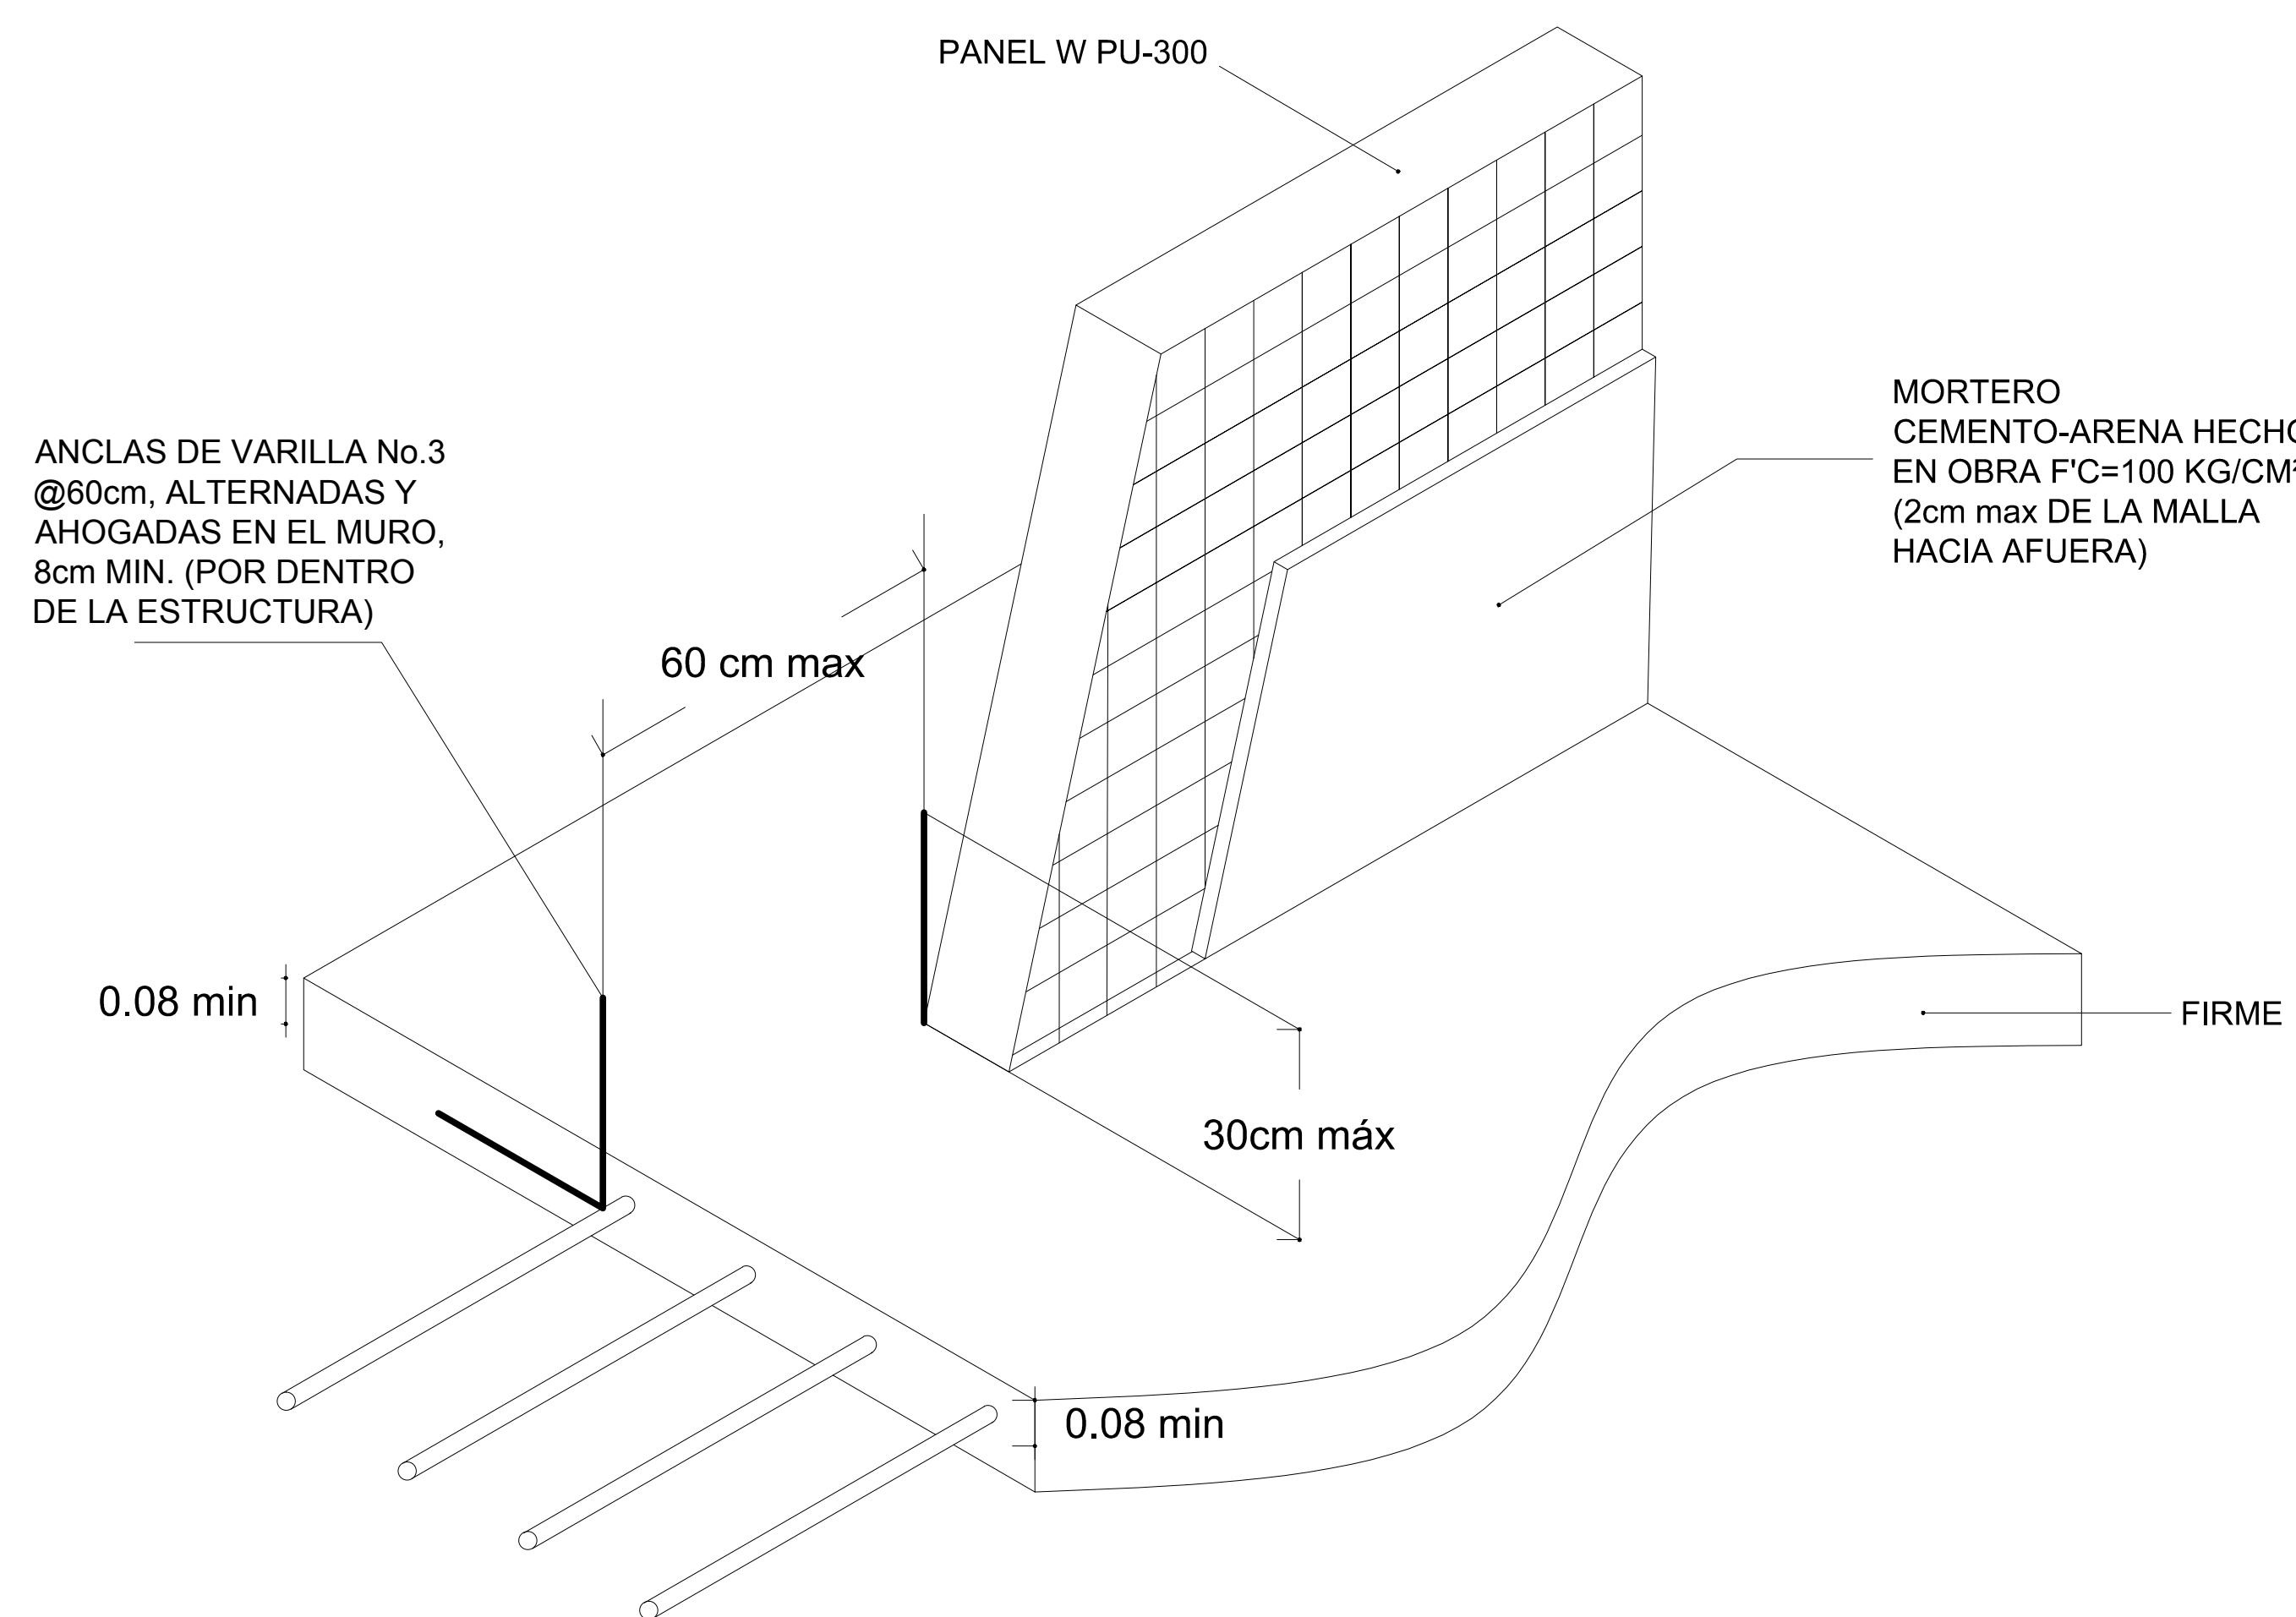 PANEL W PU-300
MORTERO
CEMENTO-ARENA HECHO
EN OBRA F'C=100 KG/CM²
(2cm max DE LA MALLA
HACIA AFUERA)
ANCLAS DE VARILLA No.3
@60cm, ALTERNADAS Y
AHOGADAS EN EL MURO,
8cm MIN. (POR DENTRO
DE LA ESTRUCTURA)
60 cm max
0.08 min
FIRME
30cm máx
0.08 min